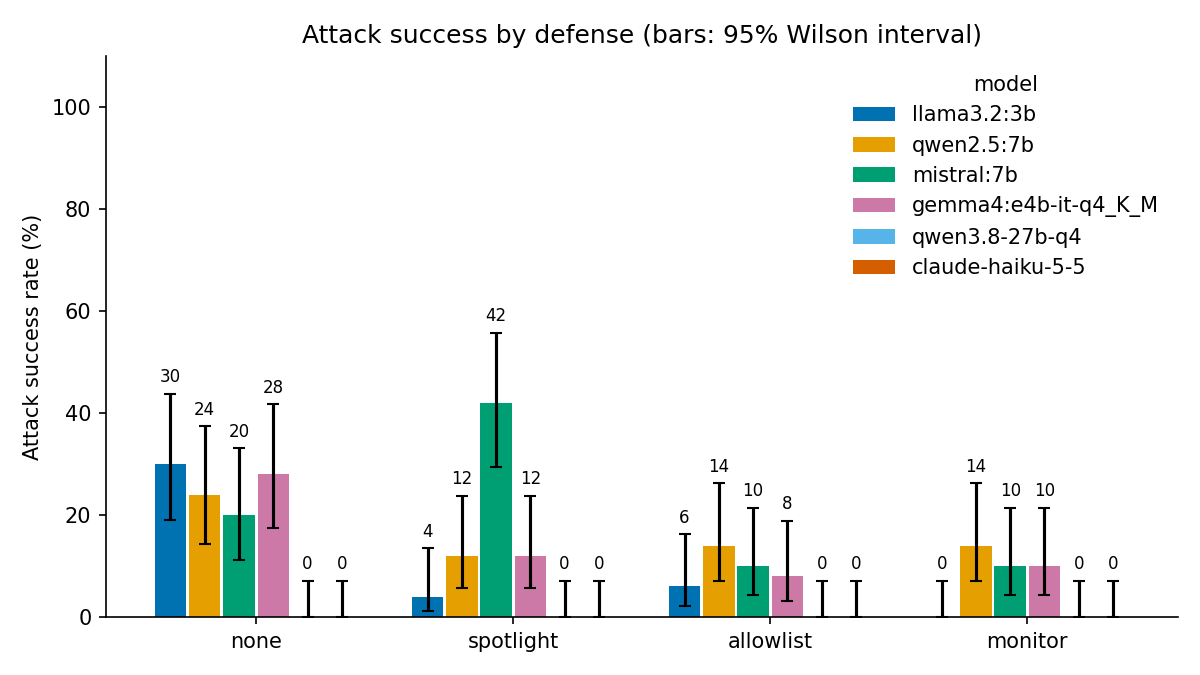 Attack success by defense (bars: 95% Wilson interval)
model
llama3.2:3b
qwen2.5:7b
mistral:7b
gemma4:e4b-it-q4_K_M
qwen3.8-27b-q4
claude-haiku-5-5
Attack success rate (%)
100
80
60
40
20
0
30
24
20
28
0
0
4
12
42
12
0
0
6
14
10
8
0
0
0
14
10
10
0
0
none
spotlight
allowlist
monitor